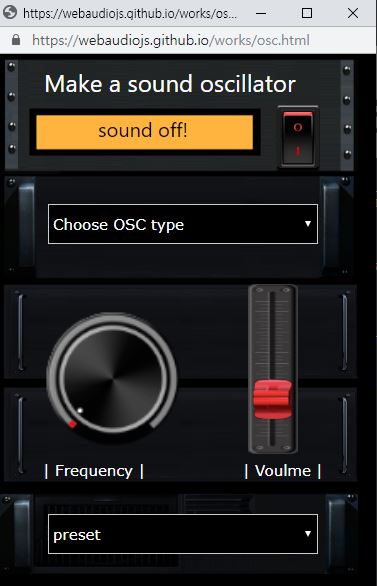 https://webaudiojs.github.io/works/os...
https://webaudiojs.github.io/works/osc.html
Make a sound oscillator
sound off!
O
I
Choose OSC type
| Frequency |
| Voulme |
preset